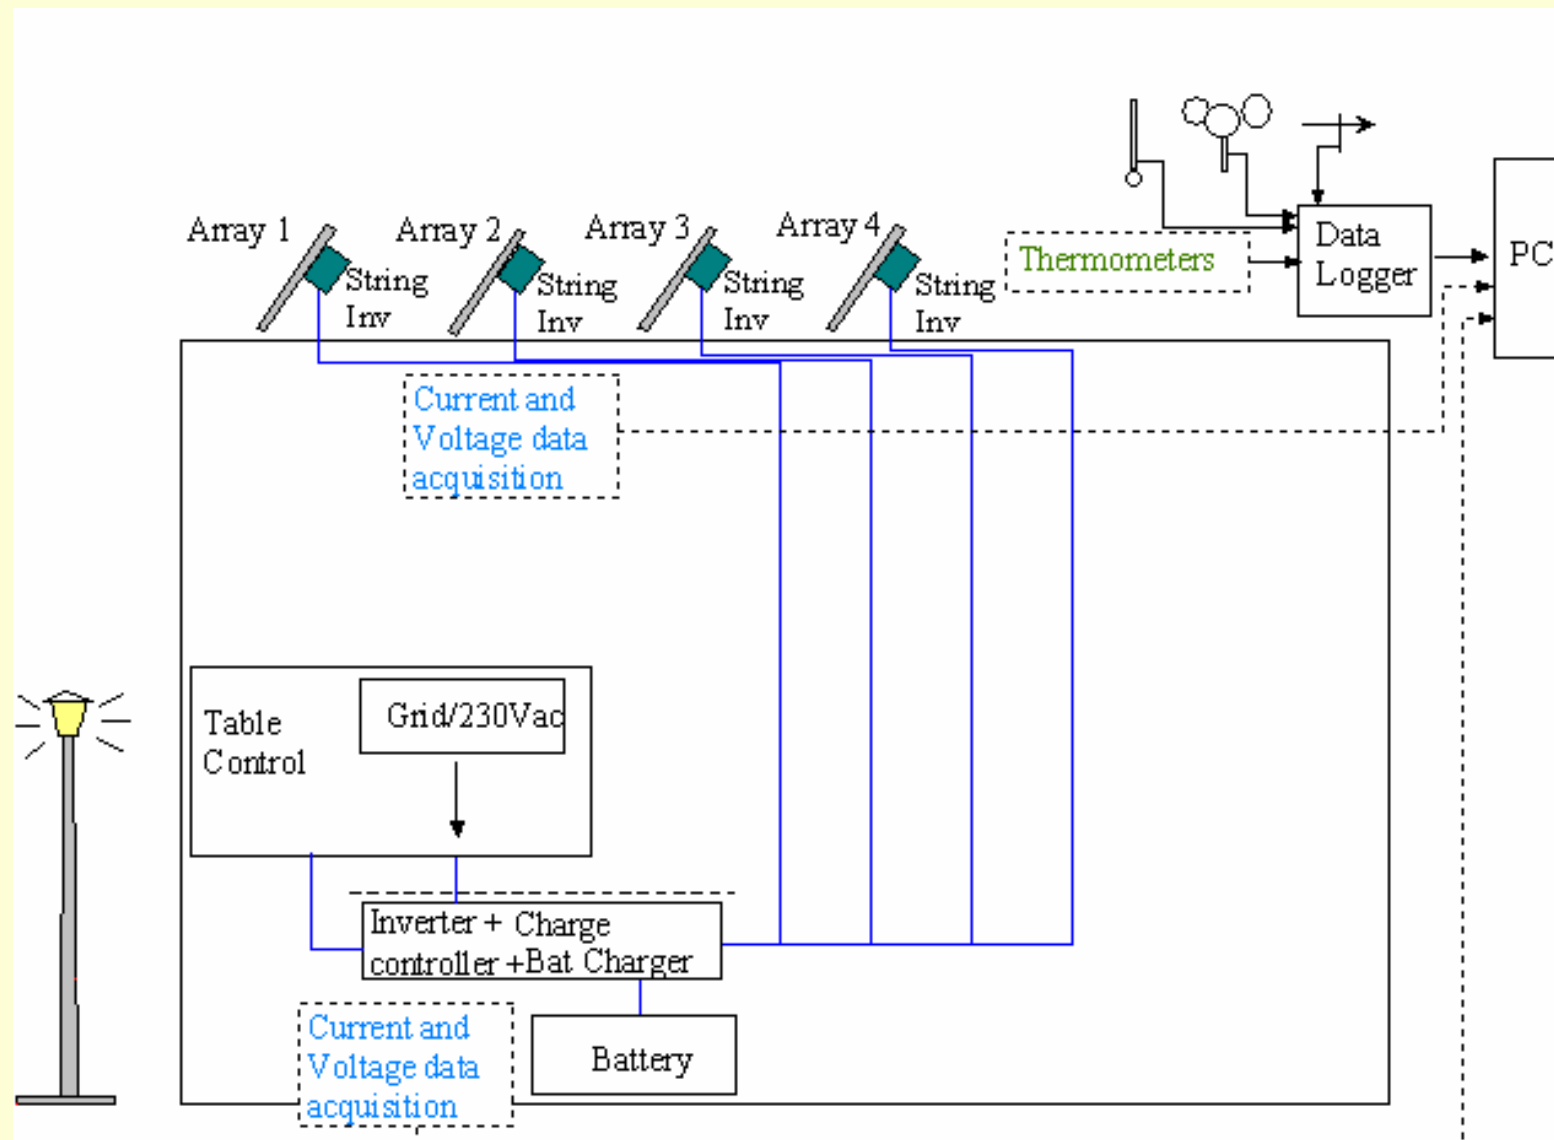 Array 1
Array 2
Array 3
Array 4
String
Inv
String
Inv
String
Inv
String
Inv
Thermometers
Data
Logger
PC
Current and
Voltage data
acquisition
Table
Control
Grid/230Vac
Inverter + Charge
controller +Bat Charger
Current and
Voltage data
acquisition
Battery